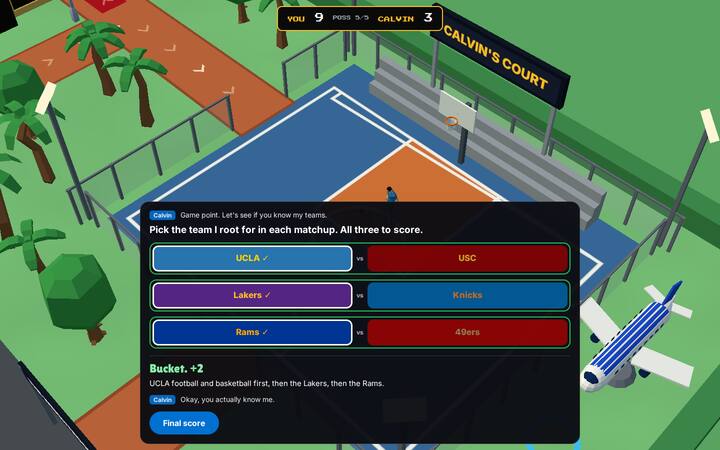 YOU 9 POSS 5/5 CALVIN 3
CALVIN'S COURT
Calvin Game point. Let's see if you know my teams.
Pick the team I root for in each matchup. All three to score.
UCLA ✓ vs USC
Lakers ✓ vs Knicks
Rams ✓ vs 49ers
Bucket. +2
UCLA football and basketball first, then the Lakers, then the Rams.
Calvin Okay, you actually know me.
Final score